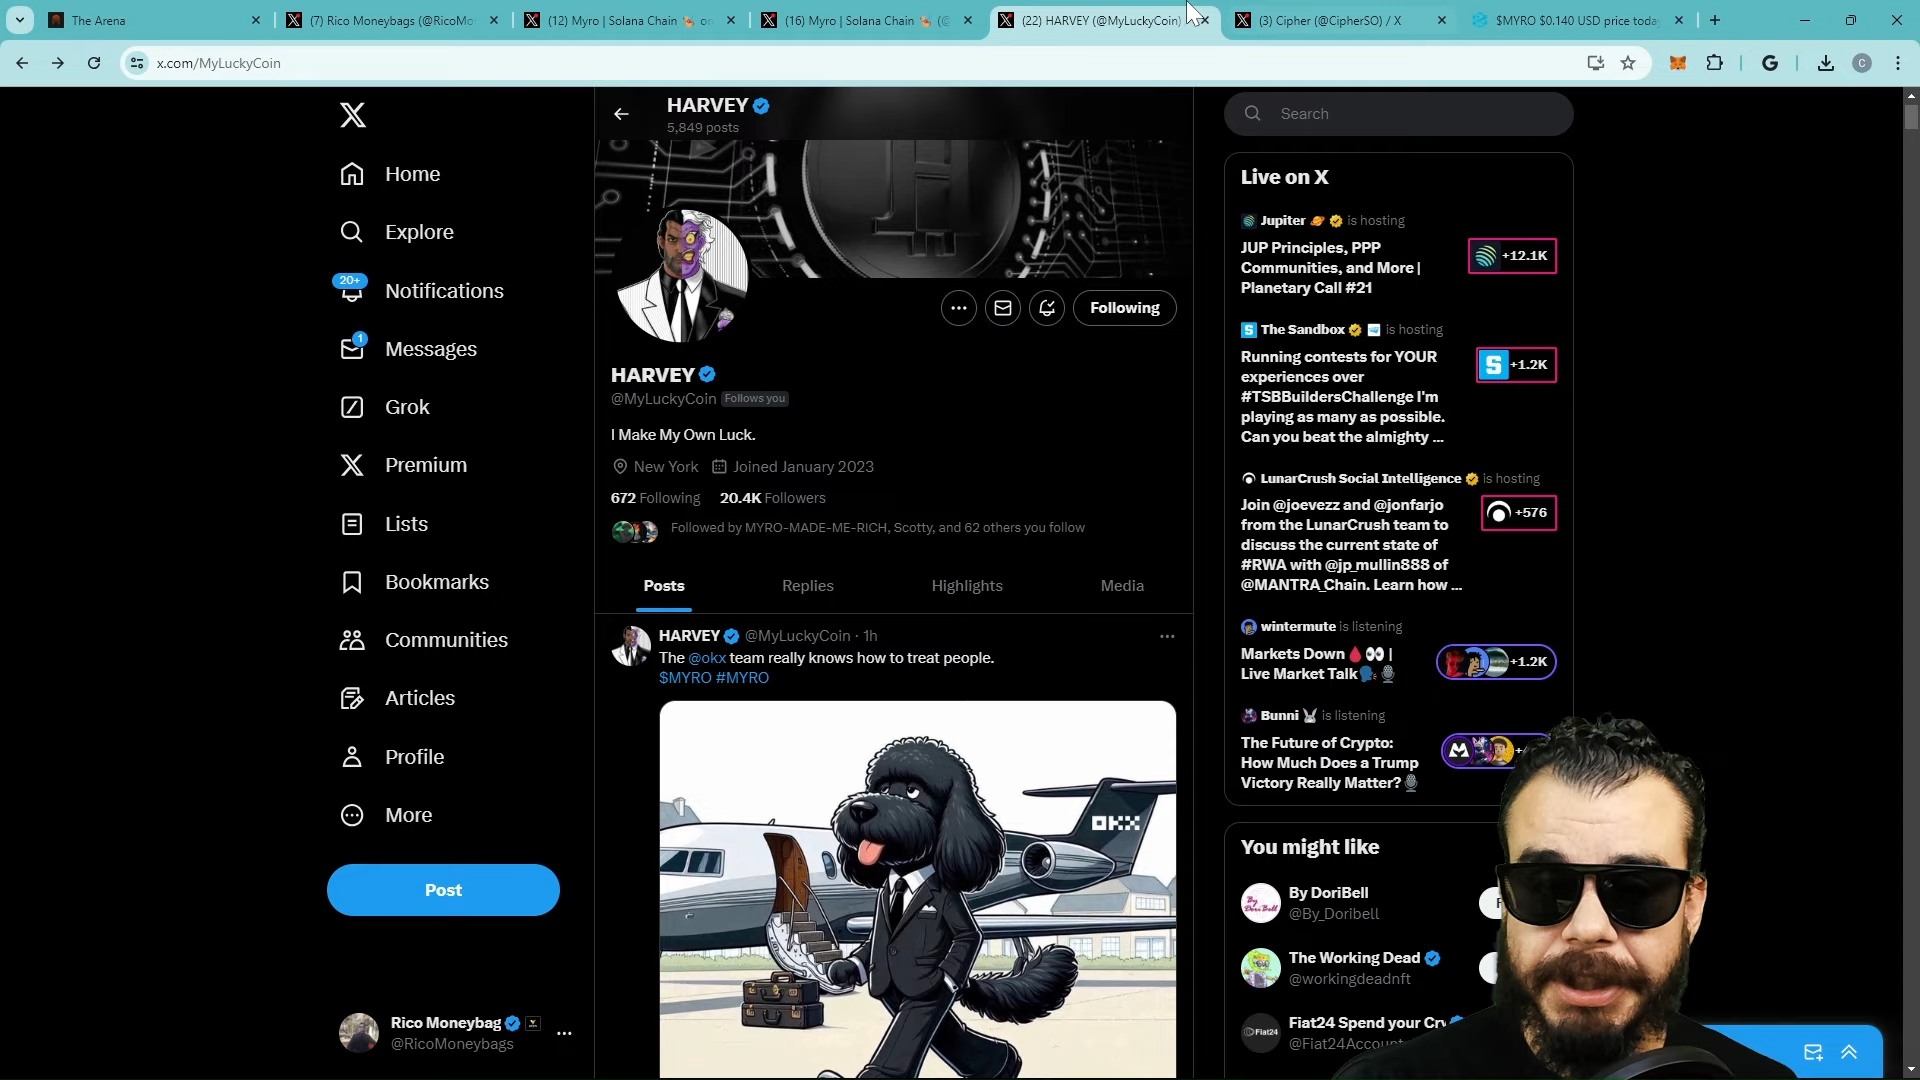 The Arena
(7) Rico Moneybags (@RicoMo
(12) Myro | Solana Chain on
(16) Myro | Solana Chain (@
(22) HARVEY (@MyLuckyCoin)
(3) Cipher (@CipherSO) / X
$MYRO $0.140 USD price toda
x.com/MyLuckyCoin
G
C
Home
Explore
20+
Notifications
1
Messages
Grok
Premium
Lists
Bookmarks
Communities
Articles
Profile
More
Post
Rico Moneybag
@RicoMoneybags
HARVEY
5,849 posts
Following
HARVEY
@MyLuckyCoin Follows you
I Make My Own Luck.
New York Joined January 2023
672 Following 20.4K Followers
Followed by MYRO-MADE-ME-RICH, Scotty, and 62 others you follow
Posts Replies Highlights Media
HARVEY @MyLuckyCoin · 1h
The @okx team really knows how to treat people.
$MYRO #MYRO
OKX
Search
Live on X
Jupiter is hosting
JUP Principles, PPP
Communities, and More |
Planetary Call #21
+12.1K
The Sandbox is hosting
Running contests for YOUR
experiences over
#TSBBuildersChallenge I'm
playing as many as possible.
Can you beat the almighty ...
S +1.2K
LunarCrush Social Intelligence is hosting
Join @joevezz and @jonfarjo
from the LunarCrush team to
discuss the current state of
#RWA with @jp_mullin888 of
@MANTRA_Chain. Learn how ...
+576
wintermute is listening
Markets Down |
Live Market Talk
+1.2K
Bunni is listening
The Future of Crypto:
How Much Does a Trump
Victory Really Matter?
You might like
By DoriBell
@By_Doribell
The Working Dead
@workingdeadnft
Fiat24 Spend your Cry
@Fiat24Account